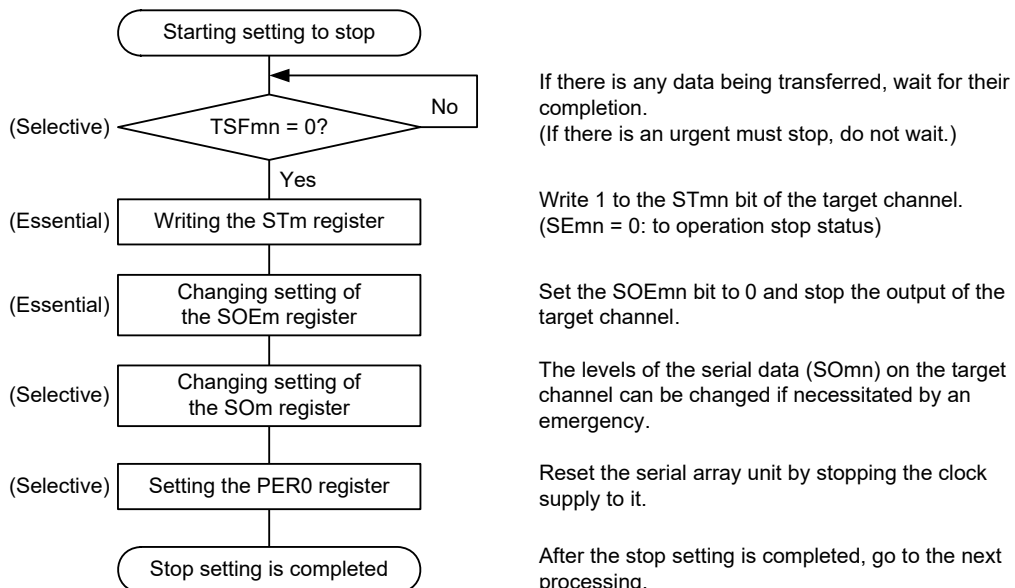 Starting setting to stop
If there is any data being transferred, wait for their
completion.
(If there is an urgent must stop, do not wait.)
(Selective)
TSFmn = 0?
No
Yes
(Essential)
Writing the STm register
Write 1 to the STmn bit of the target channel.
(SEmn = 0: to operation stop status)
(Essential)
Changing setting of
the SOEm register
Set the SOEmn bit to 0 and stop the output of the
target channel.
(Selective)
Changing setting of
the SOm register
The levels of the serial data (SOmn) on the target
channel can be changed if necessitated by an
emergency.
(Selective)
Setting the PER0 register
Reset the serial array unit by stopping the clock
supply to it.
Stop setting is completed
After the stop setting is completed, go to the next
processing.